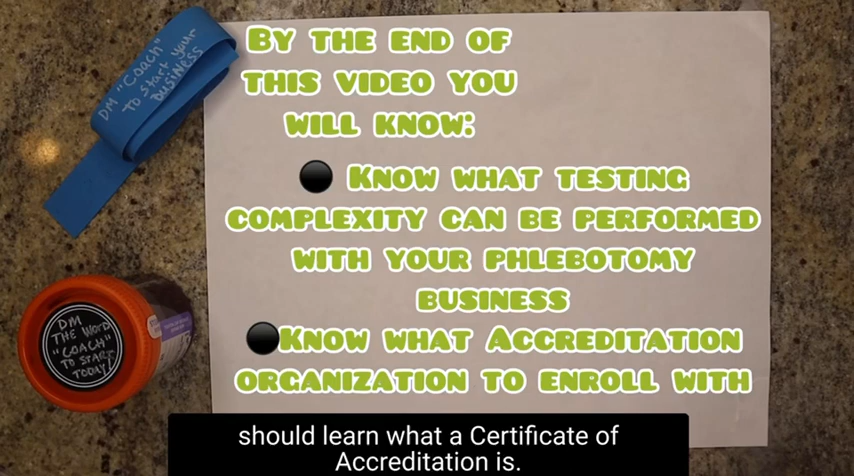 DM "Coach"
to start your
business
By the end of
this video you
will know:
● Know what testing
complexity can be performed
with your phlebotomy
business
●Know what Accreditation
organization to enroll with
DM
THE WORD
"COACH"
TO START
TODAY!
should learn what a Certificate of
Accreditation is.